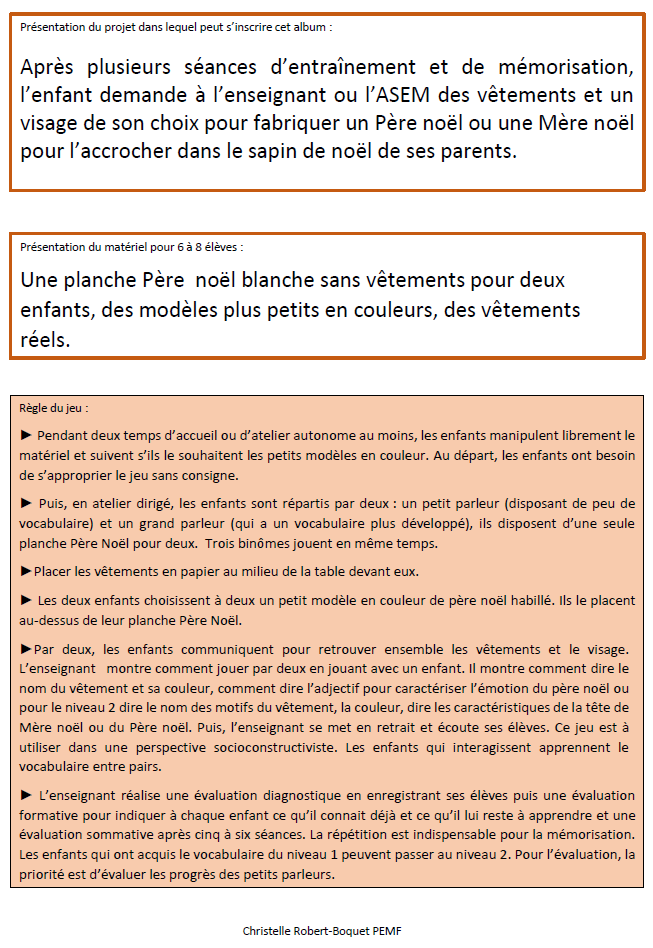 Présentation du projet dans lequel peut s’inscrire cet album :
Après plusieurs séances d’entraînement et de mémorisation,
l’enfant demande à l’enseignant ou l’ASEM des vêtements et un
visage de son choix pour fabriquer un Père noël ou une Mère noël
pour l’accrocher dans le sapin de noël de ses parents.
Présentation du matériel pour 6 à 8 élèves :
Une planche Père noël blanche sans vêtements pour deux
enfants, des modèles plus petits en couleurs, des vêtements
réels.
Règle du jeu :
► Pendant deux temps d’accueil ou d’atelier autonome au moins, les enfants manipulent librement le
matériel et suivent s’ils le souhaitent les petits modèles en couleur. Au départ, les enfants ont besoin
de s’approprier le jeu sans consigne.
► Puis, en atelier dirigé, les enfants sont répartis par deux : un petit parleur (disposant de peu de
vocabulaire) et un grand parleur (qui a un vocabulaire plus développé), ils disposent d’une seule
planche Père Noël pour deux. Trois binômes jouent en même temps.
►Placer les vêtements en papier au milieu de la table devant eux.
► Les deux enfants choisissent à deux un petit modèle en couleur de père noël habillé. Ils le placent
au-dessus de leur planche Père Noël.
►Par deux, les enfants communiquent pour retrouver ensemble les vêtements et le visage.
L’enseignant montre comment jouer par deux en jouant avec un enfant. Il montre comment dire le
nom du vêtement et sa couleur, comment dire l’adjectif pour caractériser l’émotion du père noël ou
pour le niveau 2 dire le nom des motifs du vêtement, la couleur, dire les caractéristiques de la tête de
Mère noël ou du Père noël. Puis, l’enseignant se met en retrait et écoute ses élèves. Ce jeu est à
utiliser dans une perspective socioconstructiviste. Les enfants qui interagissent apprennent le
vocabulaire entre pairs.
► L’enseignant réalise une évaluation diagnostique en enregistrant ses élèves puis une évaluation
formative pour indiquer à chaque enfant ce qu’il connait déjà et ce qu’il lui reste à apprendre et une
évaluation sommative après cinq à six séances. La répétition est indispensable pour la mémorisation.
Les enfants qui ont acquis le vocabulaire du niveau 1 peuvent passer au niveau 2. Pour l’évaluation, la
priorité est d’évaluer les progrès des petits parleurs.
Christelle Robert-Boquet PEMF